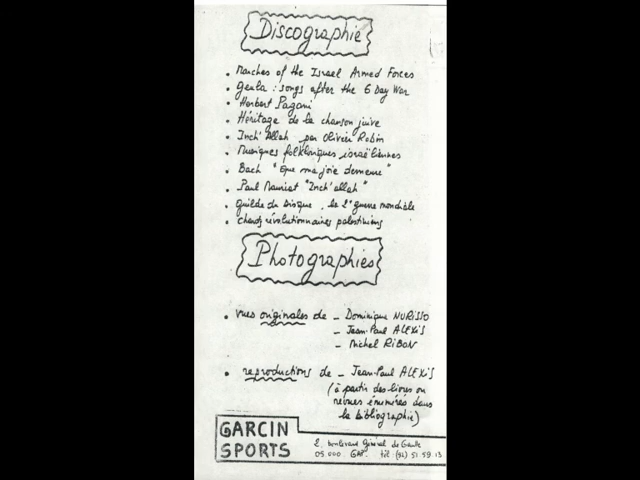 Discographie
• Marches of the Israel Armed Forces
• Geula : songs after the 6 Day War
• Herbert Pagani
• Héritage de la chanson juive
• Inch'Allah par Olivier Robin
• Musiques folkloriques israëliennes
• Bach "Que ma joie demeure"
• Paul Mauriat "Inch'allah"
• Guilde du Disque . la 2e guerre mondiale
• chants révolutionnaires palestiniens
Photographies
• vues originales de – Dominique NURISSO
– Jean-Paul ALEXIS
– Michel RIBON
• reproductions de – Jean-Paul ALEXIS
(à partir des livres ou
revues énumérés dans
la bibliographie)
GARCIN
SPORTS
2. boulevard Général de Gaulle
05.000 GAP. tél : (92) 51.59.13